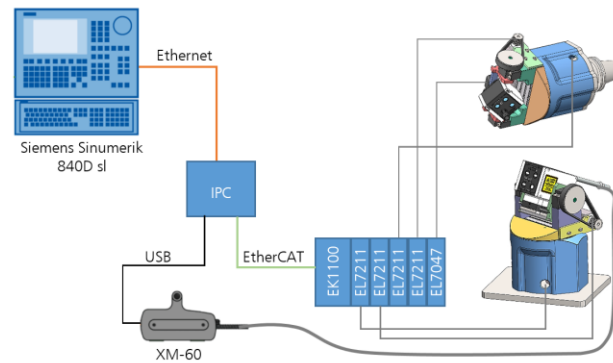 Ethernet
Siemens Sinumerik
840D sl
IPC
USB
EtherCAT
EK1100
EL7211
EL7211
EL7211
EL7211
EL7047
XM-60